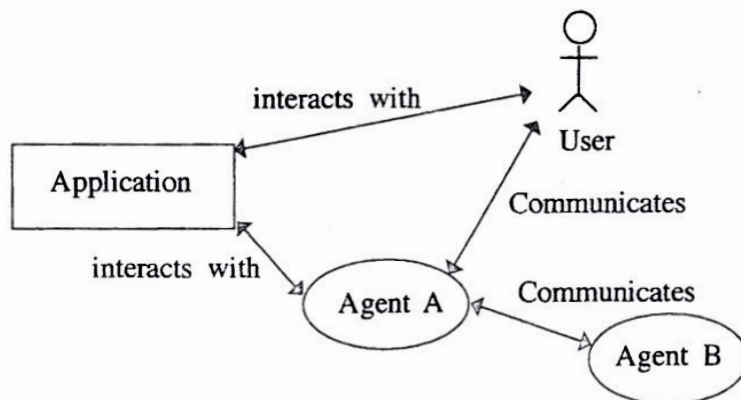 interacts with
User
Application
Communicates
interacts with
Communicates
Agent A
Agent B